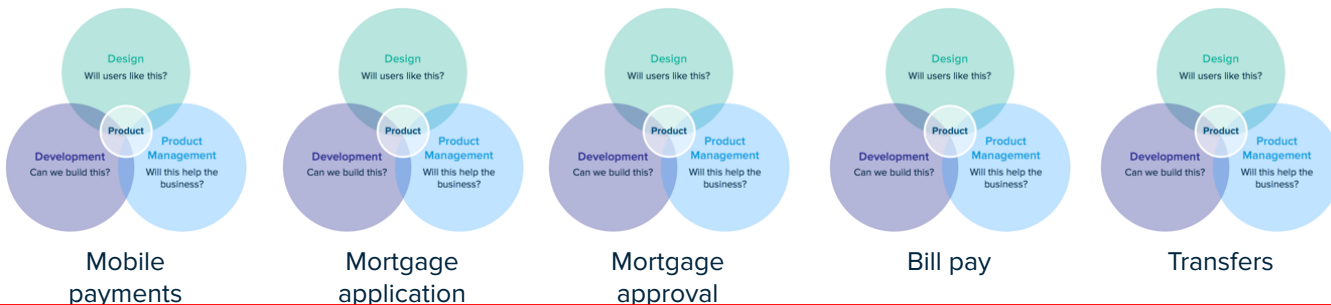 Design
Will users like this?
Product
Development
Can we build this?
Product
Management
Will this help the
business?
Mobile
payments
Design
Will users like this?
Product
Development
Can we build this?
Product
Management
Will this help the
business?
Mortgage
application
Design
Will users like this?
Product
Development
Can we build this?
Product
Management
Will this help the
business?
Mortgage
approval
Design
Will users like this?
Product
Development
Can we build this?
Product
Management
Will this help the
business?
Bill pay
Design
Will users like this?
Product
Development
Can we build this?
Product
Management
Will this help the
business?
Transfers